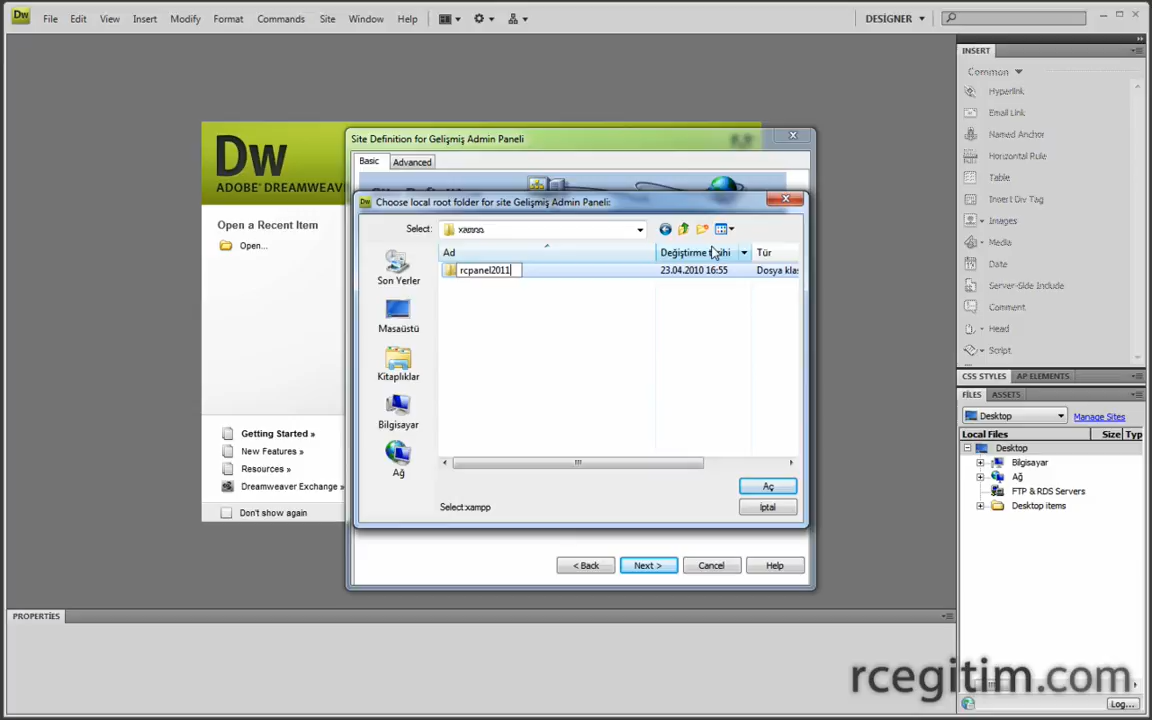 Dw
File Edit View Insert Modify Format Commands Site Window Help
DESIGNER
INSERT
Common
Hyperlink
Email Link
Named Anchor
Horizontal Rule
Table
Insert Div Tag
Images
Media
Date
Server-Side Include
Comment
Head
Script
CSS STYLES AP ELEMENTS
FILES ASSETS
Desktop Manage Sites
Local Files Size Typ
Desktop
Bilgisayar
Ağ
FTP & RDS Servers
Desktop items
Log...
Dw
ADOBE® DREAMWEAV
Open a Recent Item
Open...
Getting Started »
New Features »
Resources »
Dreamweaver Exchange »
Don't show again
Site Definition for Gelişmiş Admin Paneli
Basic Advanced
Dw Choose local root folder for site Gelişmiş Admin Paneli:
Select: xampp
Ad Değiştirme tarihi Tür
rcpanel2011 23.04.2010 16:55 Dosya klas
Son Yerler
Masaüstü
Kitaplıklar
Bilgisayar
Ağ
Aç
Select:xampp
İptal
< Back Next > Cancel Help
PROPERTIES
rcegitim.com